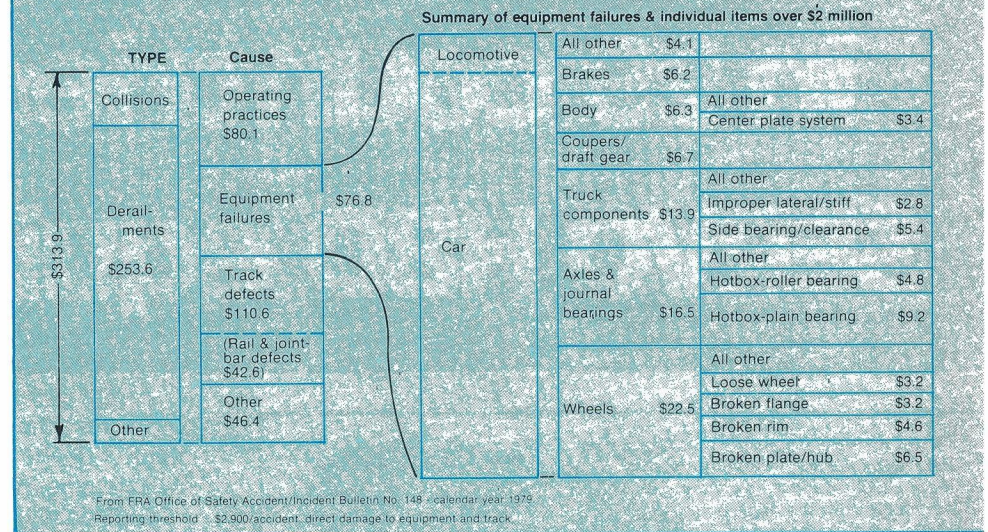 Summary of equipment failures & individual items over $2 million
TYPE
Cause
$313.9
Collisions
Derail-
ments
$253.6
Other
Operating
practices
$80.1
Equipment
failures
$76.8
Track
defects
$110.6
(Rail & joint-
bar defects
$42.6)
Other
$46.4
Locomotive
Car
All other $4.1
Brakes $6.2
Body $6.3
All other
Center plate system $3.4
Coupers/
draft gear $6.7
Truck
components $13.9
All other
Improper lateral/stiff $2.8
Side bearing/clearance $5.4
Axles &
journal
bearings $16.5
All other
Hotbox-roller bearing $4.8
Hotbox-plain bearing $9.2
Wheels $22.5
All other
Loose wheel $3.2
Broken flange $3.2
Broken rim $4.6
Broken plate/hub $6.5
From FRA Office of Safety Accident/Incident Bulletin No. 148 - calendar year 1979
Reporting threshold $2,900/accident, direct damage to equipment and track